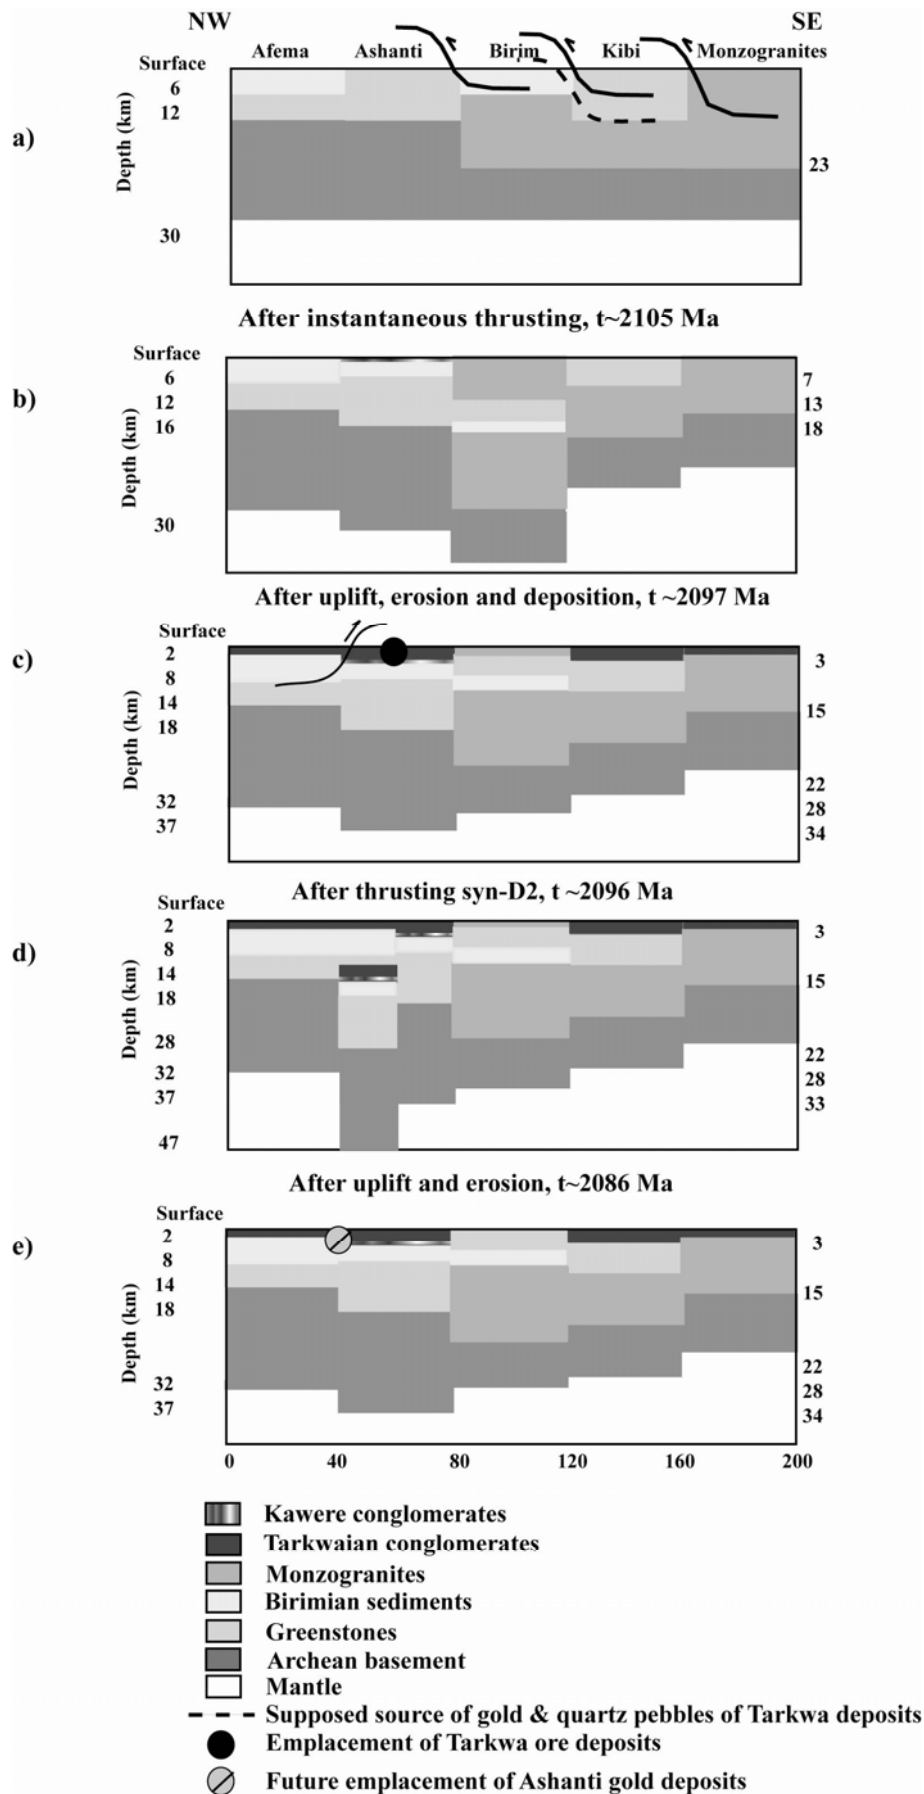 NW SE
Afema Ashanti Birim Kibi Monzogranites
Surface
6
12
a)
Depth (km)
23
30
After instantaneous thrusting, t~2105 Ma
Surface
6 7
b)
12 13
16 18
Depth (km)
30
After uplift, erosion and deposition, t ~2097 Ma
Surface
2 3
c)
8
14 15
18
Depth (km)
32 22
37 28
34
After thrusting syn-D2, t ~2096 Ma
Surface
2 3
d)
8
14 15
18
Depth (km)
28 22
32 28
37 33
47
After uplift and erosion, t~2086 Ma
Surface
2 3
e)
8
14 15
18
Depth (km)
32 22
37 28
34
0 40 80 120 160 200
Kawere conglomerates
Tarkwaian conglomerates
Monzogranites
Birimian sediments
Greenstones
Archean basement
Mantle
Supposed source of gold & quartz pebbles of Tarkwa deposits
Emplacement of Tarkwa ore deposits
Future emplacement of Ashanti gold deposits